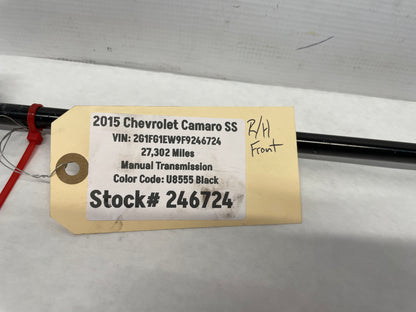 2015 Chevrolet Camaro SS
VIN: 2G1FG1EW9F9246724
27,302 Miles
Manual Transmission
Color Code: U8555 Black
Stock# 246724
R/H
Front